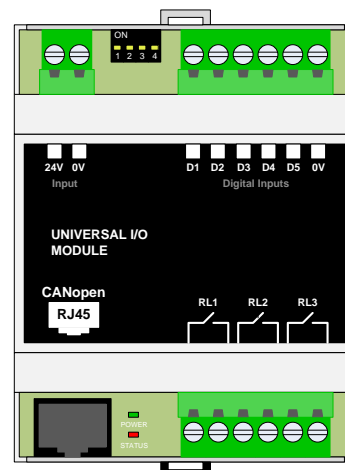 ON
1 2 3 4
24V 0V D1 D2 D3 D4 D5 0V
Input Digital Inputs
UNIVERSAL I/O
MODULE
CANopen
RJ45
RL1 RL2 RL3
POWER
STATUS